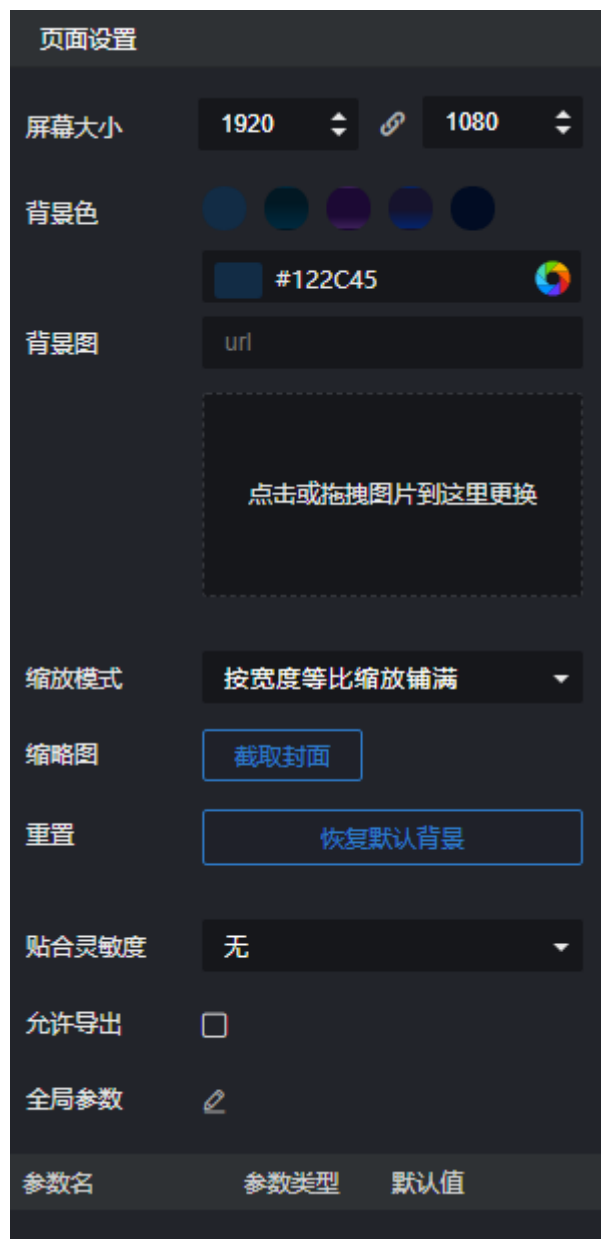 页面设置
屏幕大小 1920 1080
背景色
#122C45
背景图 url
点击或拖拽图片到这里更换
缩放模式 按宽度等比缩放铺满
缩略图 截取封面
重置 恢复默认背景
贴合灵敏度 无
允许导出
全局参数
参数名 参数类型 默认值